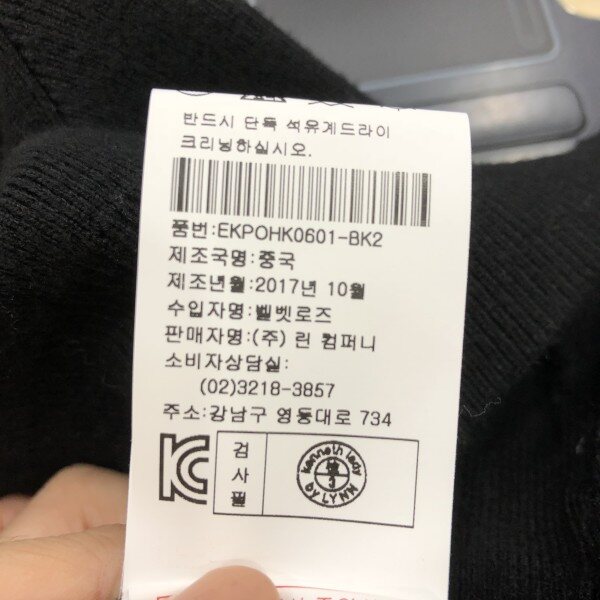 반드시 단독 석유계드라이
크리닝하십시오.
품번:EKPOHK0601-BK2
제조국명:중국
제조년월:2017년 10월
수입자명:벨벳로즈
판매자명:(주) 린 컴퍼니
소비자상담실:
(02)3218-3857
주소:강남구 영동대로 734
검
사
필
kenneth lady
by LYNN